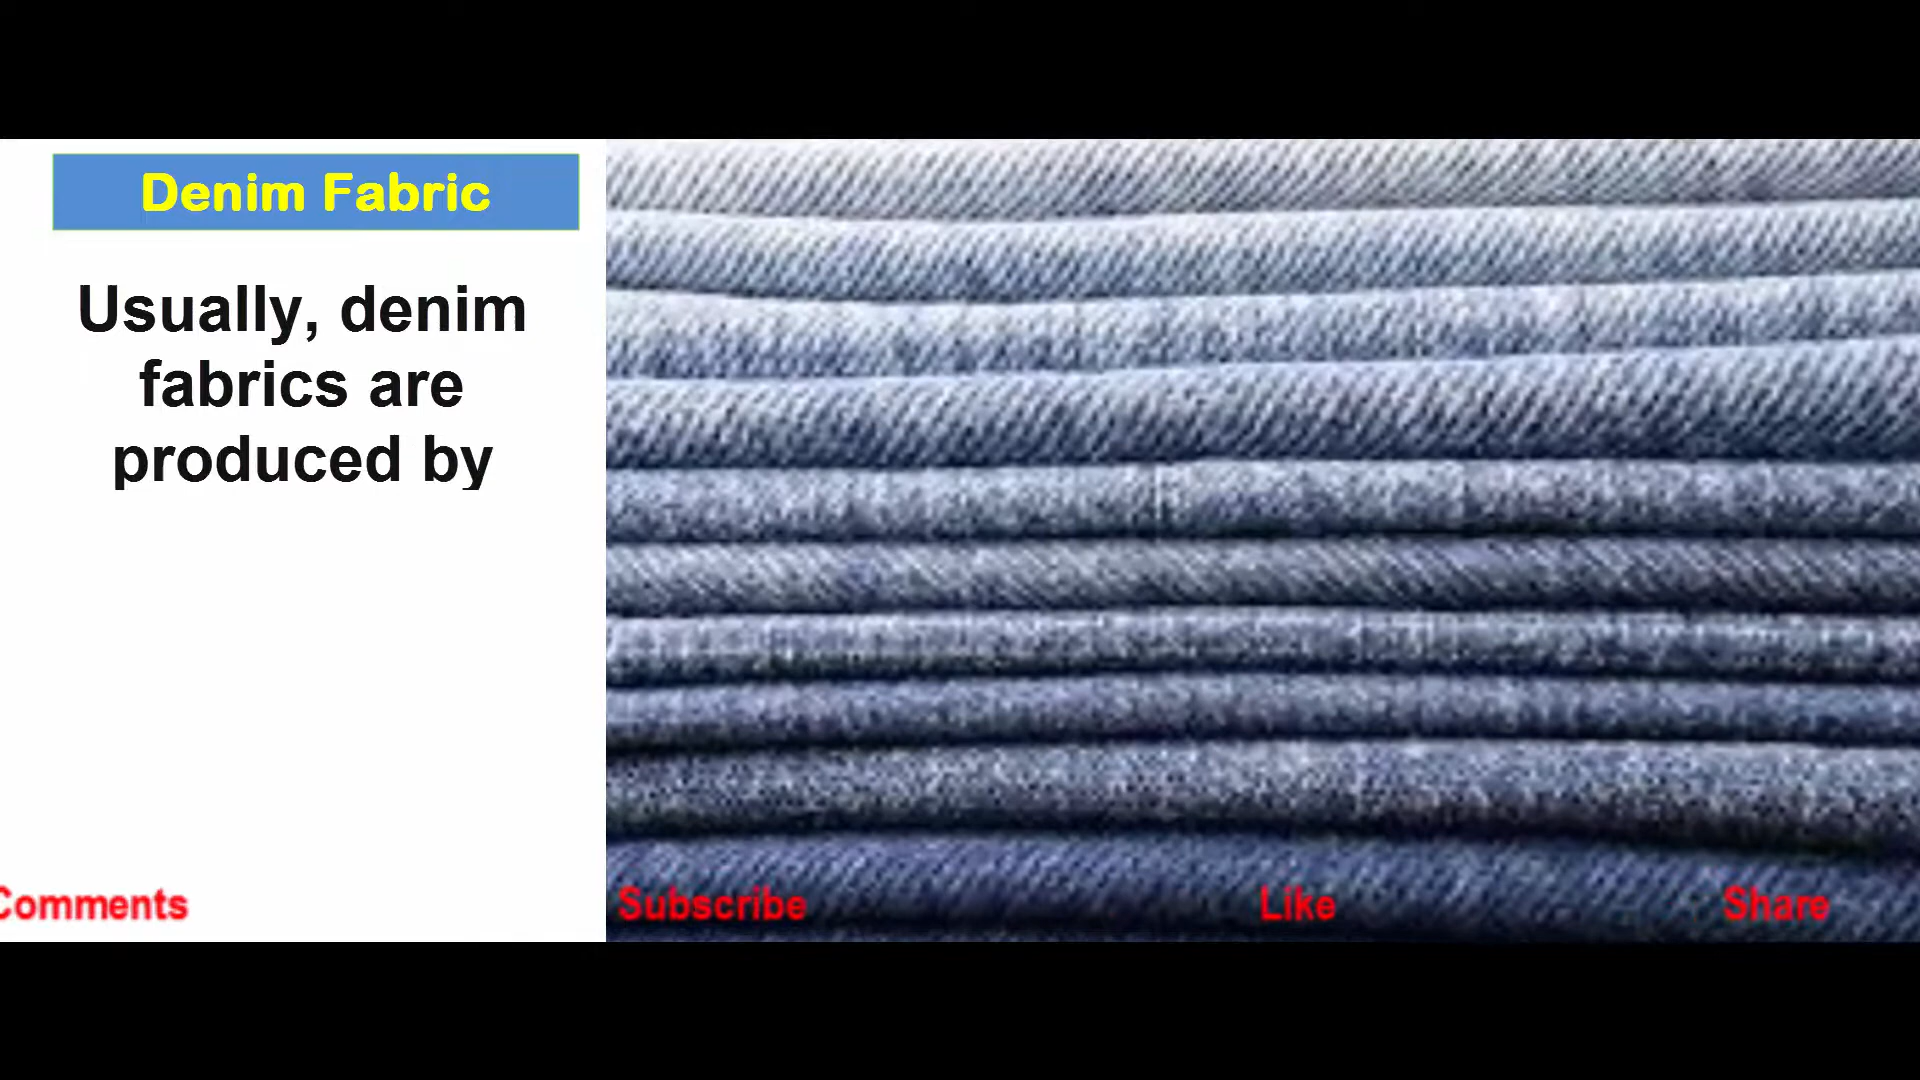 Denim Fabric
Usually, denim
fabrics are
produced by
Comments
Subscribe
Like
Share